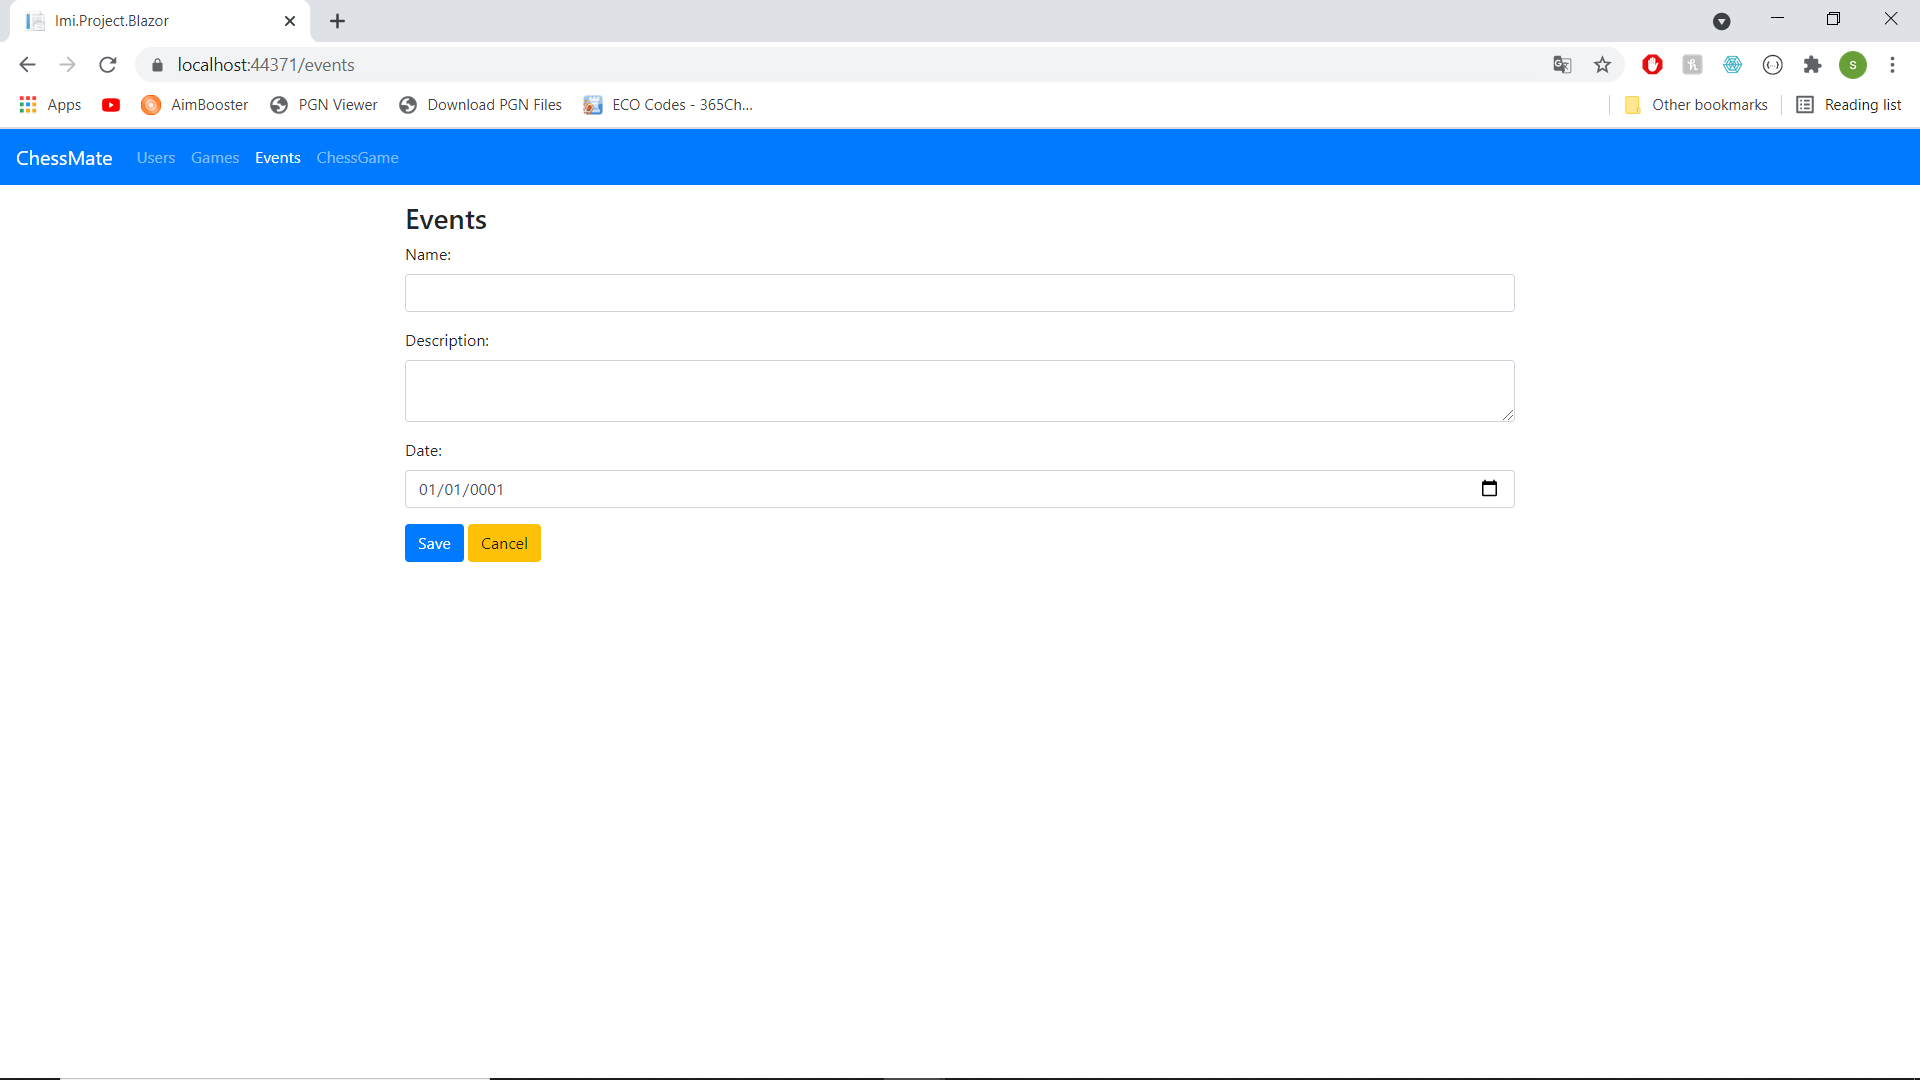 Imi.Project.Blazor
localhost:44371/events
S
Apps AimBooster PGN Viewer Download PGN Files ECO Codes - 365Ch... Other bookmarks Reading list
ChessMate Users Games Events ChessGame
Events
Name:
Description:
Date:
01/01/0001
Save Cancel